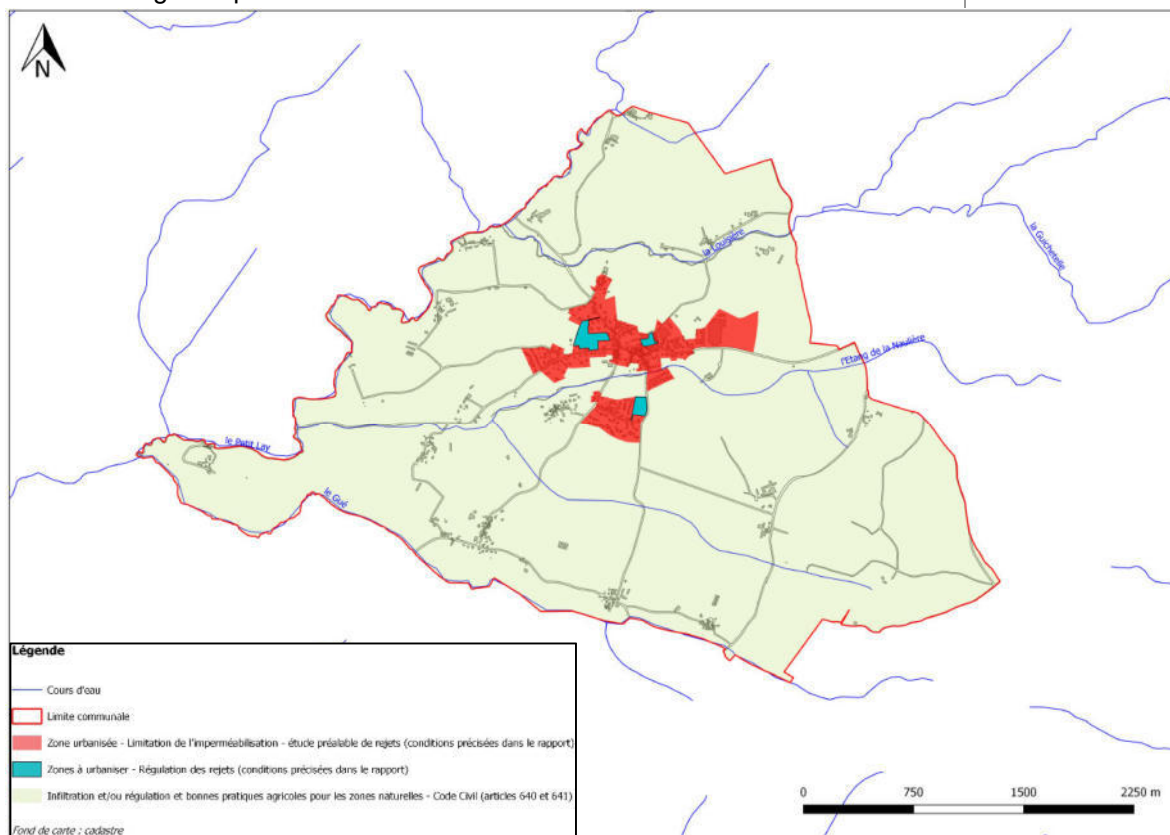 N
la Louisière
la Guichetelle
l'Etang de la Naulière
le Petit Lay
le Gué
Légende
Cours d'eau
Limite communale
Zone urbanisée - Limitation de l'imperméabilisation - étude préalable de rejets (conditions précisées dans le rapport)
Zones à urbaniser - Régulation des rejets (conditions précisées dans le rapport)
Infiltration et/ou régulation et bonnes pratiques agricoles pour les zones naturelles - Code Civil (articles 640 et 641)
Fond de carte : cadastre
0 750 1500 2250 m